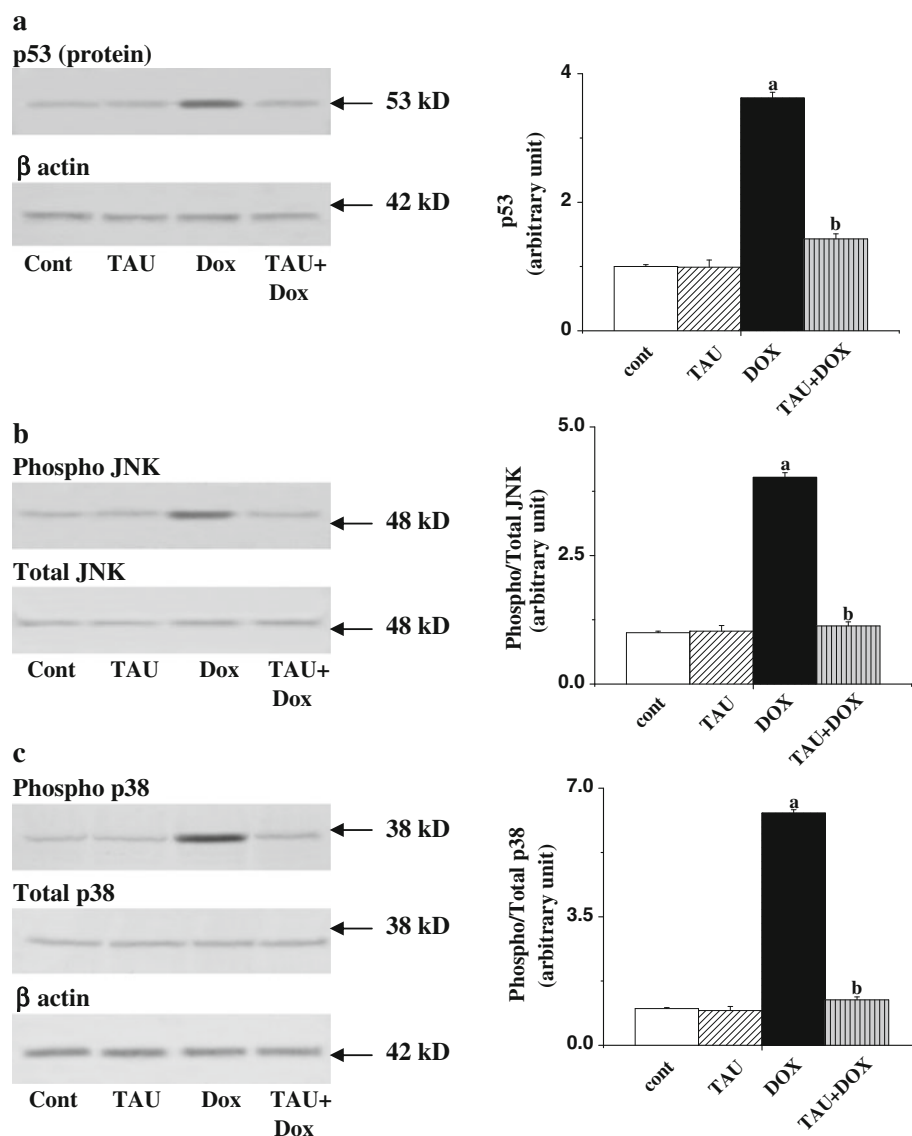 a
p53 (protein)
53 kD
β actin
42 kD
Cont TAU Dox TAU+
Dox
4
2
0
p53
(arbitrary unit)
a
b
cont TAU DOX TAU+DOX
b
Phospho JNK
48 kD
Total JNK
48 kD
Cont TAU Dox TAU+
Dox
5.0
2.5
0.0
Phospho/Total JNK
(arbitrary unit)
a
b
cont TAU DOX TAU+DOX
c
Phospho p38
38 kD
Total p38
38 kD
β actin
42 kD
Cont TAU Dox TAU+
Dox
7.0
3.5
0.0
Phospho/Total p38
(arbitrary unit)
a
b
cont TAU DOX TAU+DOX